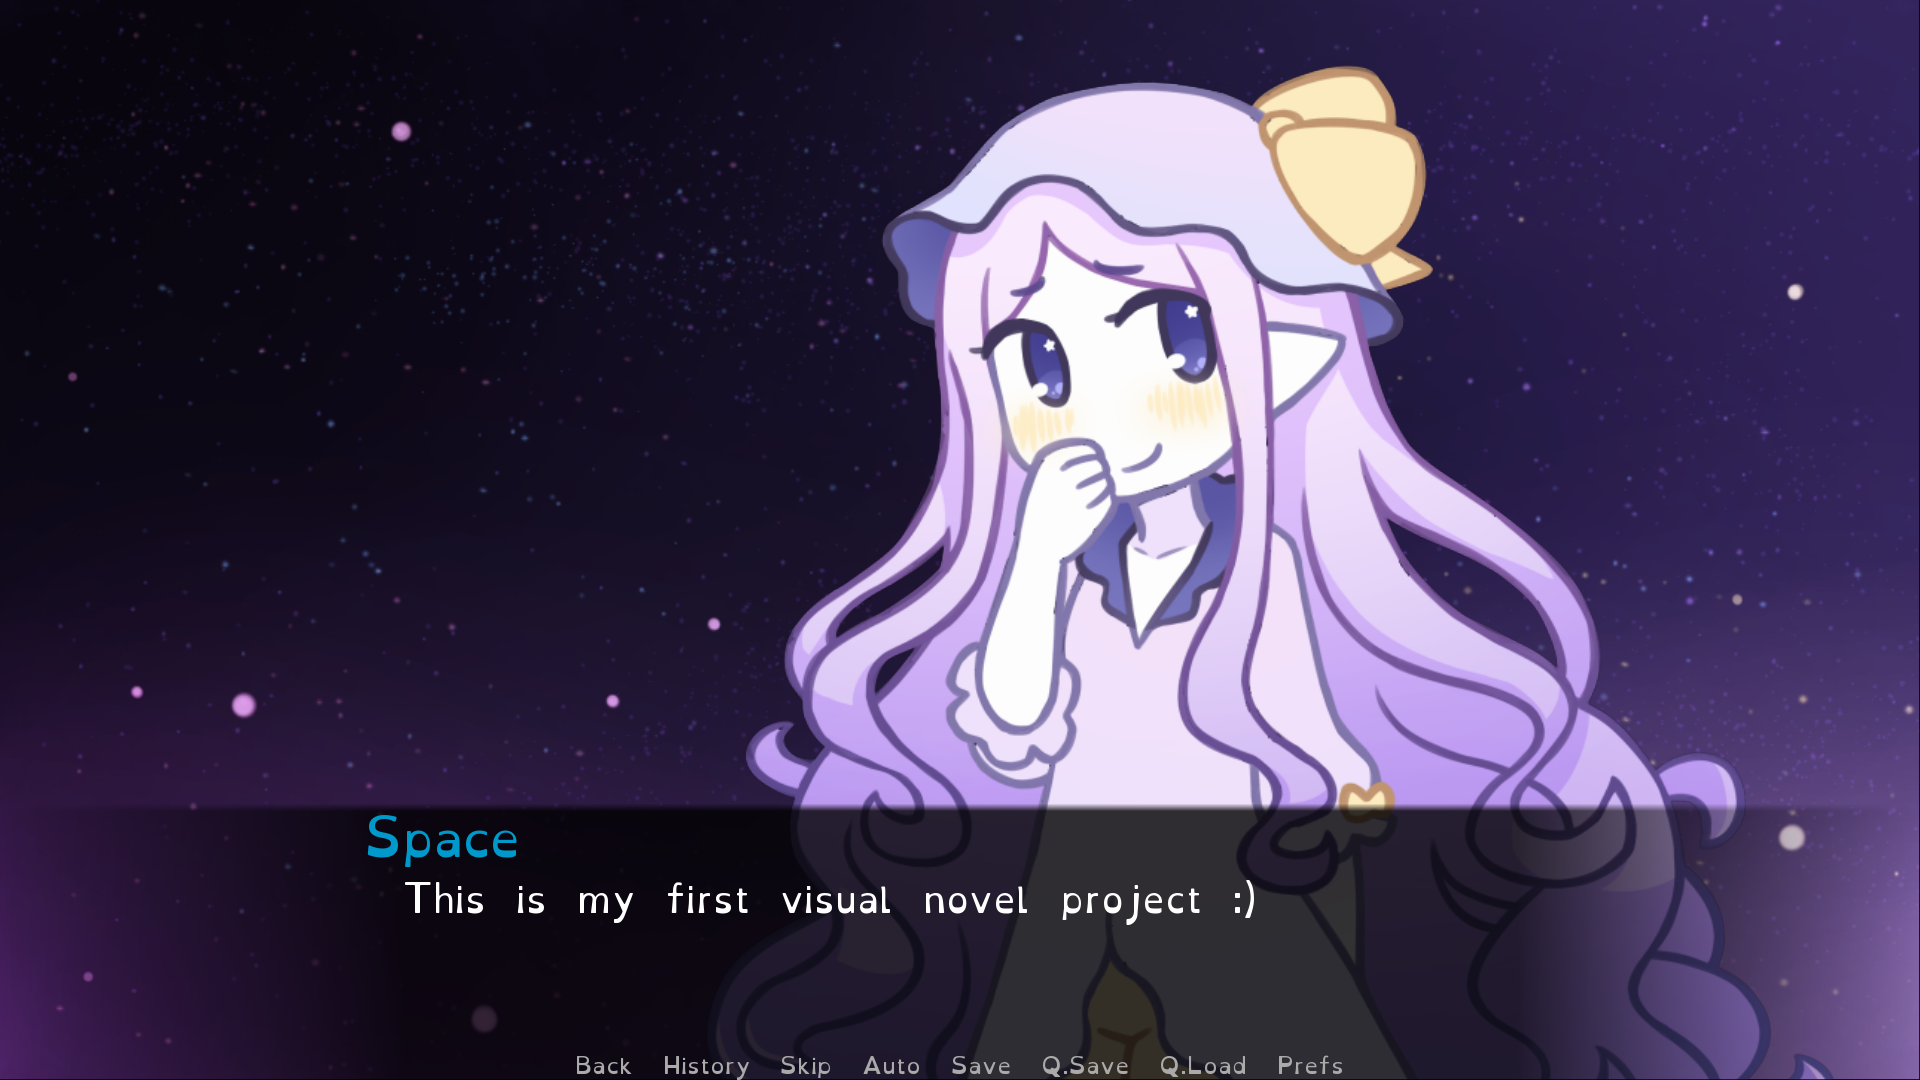 Space
This is my first visual novel project :)
Back History Skip Auto Save Q.Save Q.Load Prefs